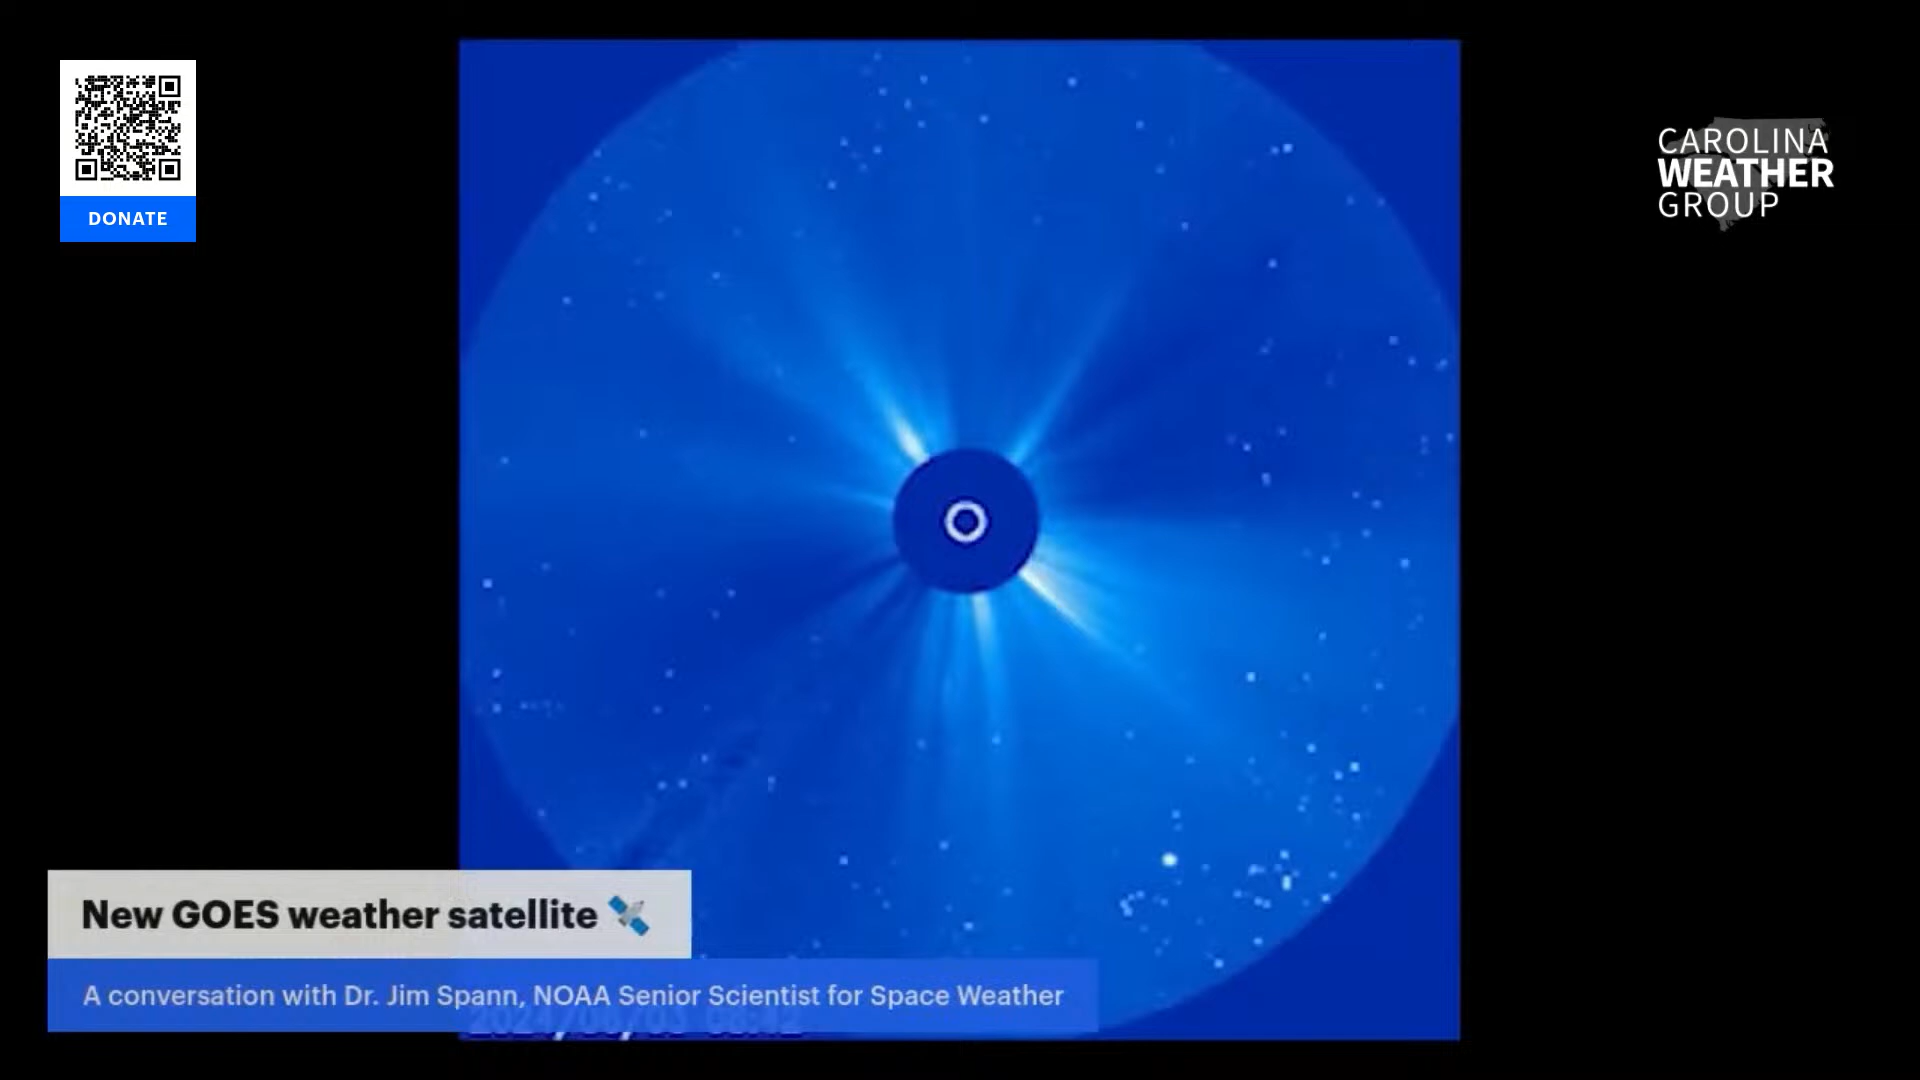 DONATE
CAROLINA
WEATHER
GROUP
New GOES weather satellite
A conversation with Dr. Jim Spann, NOAA Senior Scientist for Space Weather